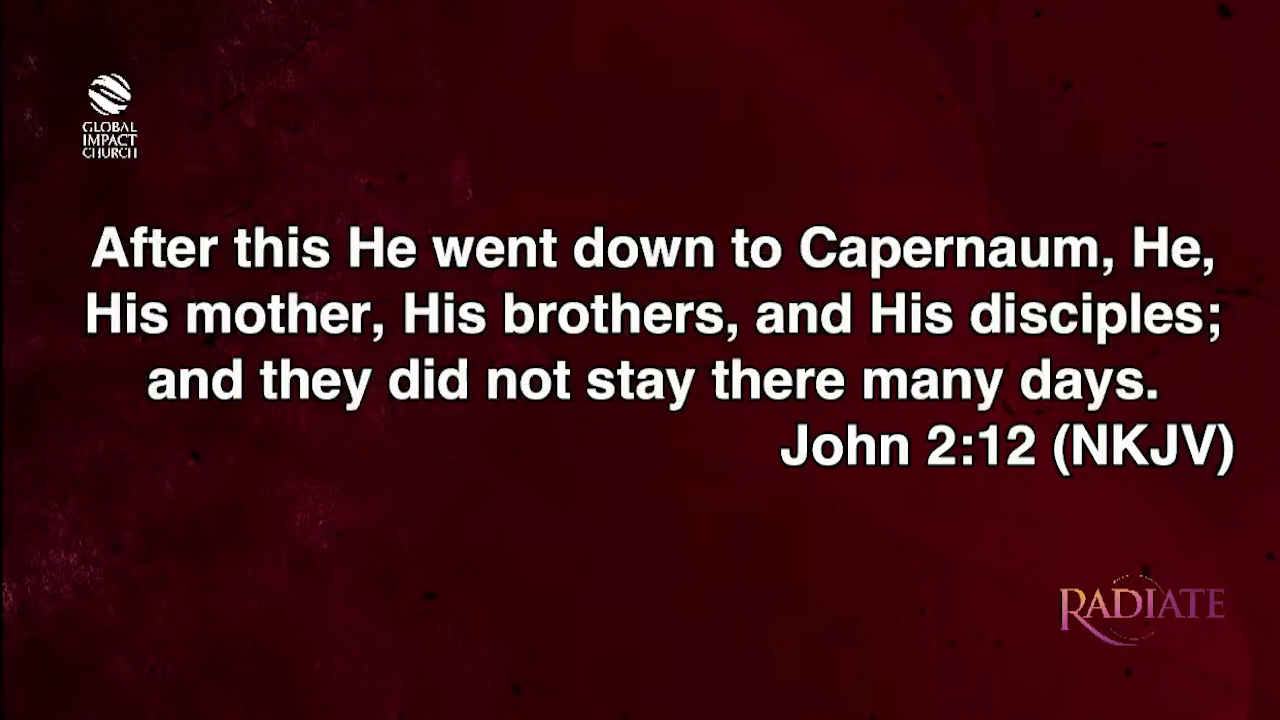 GLOBAL
IMPACT
CHURCH
After this He went down to Capernaum, He,
His mother, His brothers, and His disciples;
and they did not stay there many days.
John 2:12 (NKJV)
RADIATE